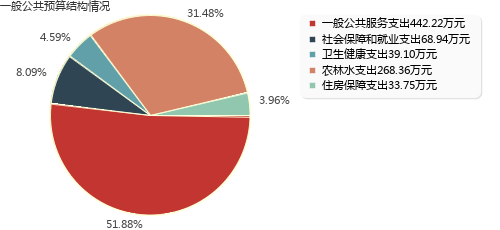 一般公共预算结构情况
31.48%
4.59%
8.09%
3.96%
51.88%
一般公共服务支出442.22万元
社会保障和就业支出68.94万元
卫生健康支出39.10万元
农林水支出268.36万元
住房保障支出33.75万元